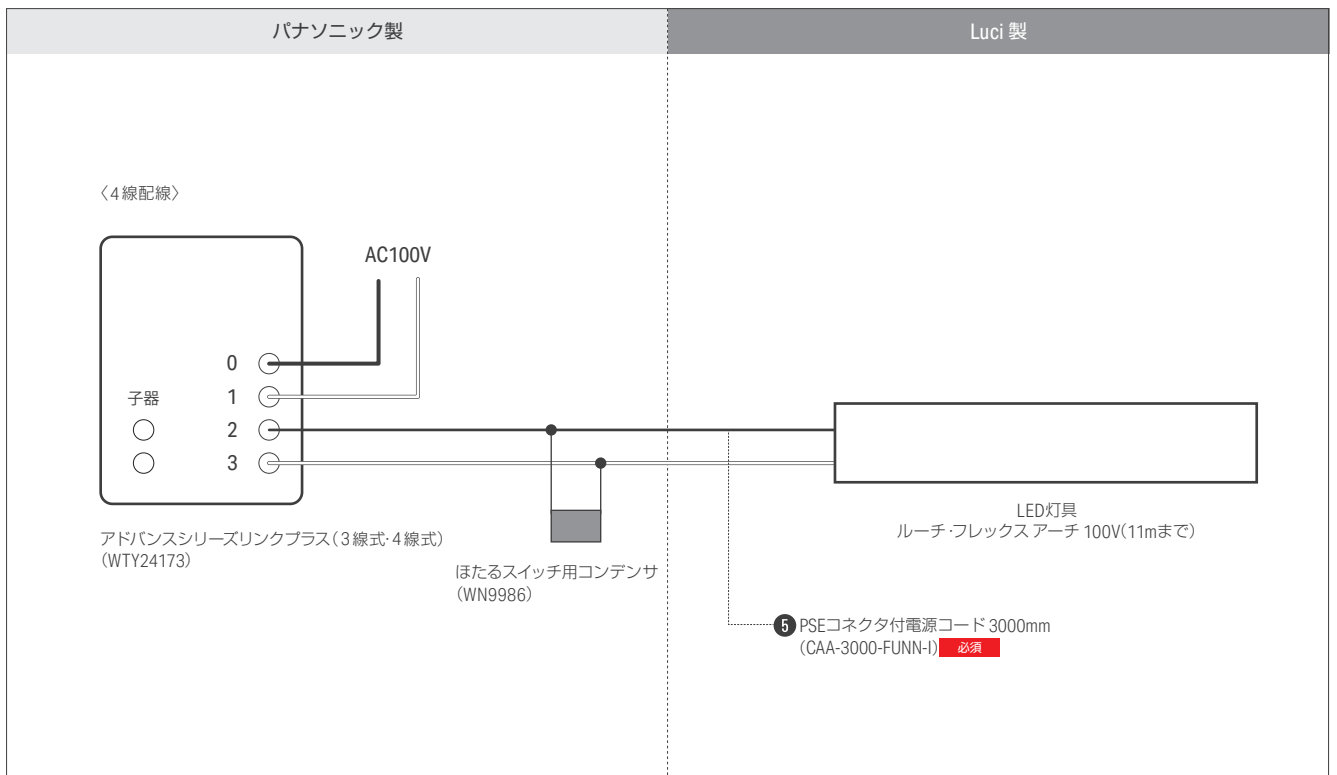 パナソニック製
Luci 製
〈4線配線〉
AC100V
0
子器
1
2
3
アドバンスシリーズリンクプラス(3線式・4線式)
(WTY24173)
ほたるスイッチ用コンデンサ
(WN9986)
LED灯具
ルーチ・フレックス アーチ 100V(11mまで)
5 PSEコネクタ付電源コード 3000mm
(CAA-3000-FUNN-I) 必須